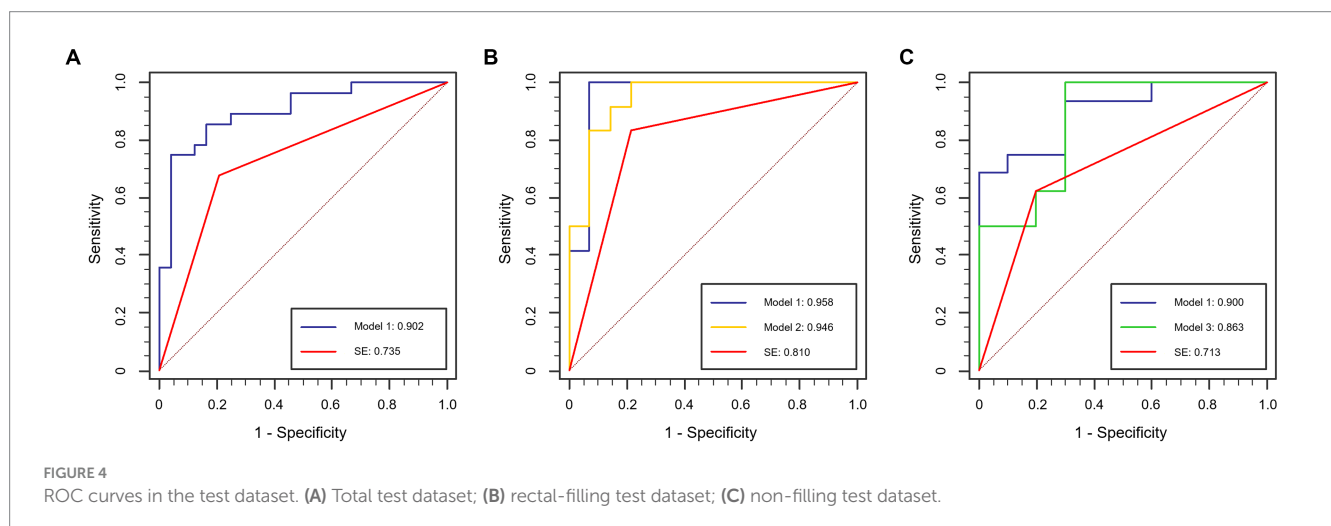 A
Sensitivity
0 0.2 0.4 0.6 0.8 1.0
Model 1: 0.902
SE: 0.735
0 0.2 0.4 0.6 0.8 1.0
1 - Specificity
B
Sensitivity
0 0.2 0.4 0.6 0.8 1.0
Model 1: 0.958
Model 2: 0.946
SE: 0.810
0 0.2 0.4 0.6 0.8 1.0
1 - Specificity
C
Sensitivity
0 0.2 0.4 0.6 0.8 1.0
Model 1: 0.900
Model 3: 0.863
SE: 0.713
0 0.2 0.4 0.6 0.8 1.0
1 - Specificity
FIGURE 4
ROC curves in the test dataset. (A) Total test dataset; (B) rectal-filling test dataset; (C) non-filling test dataset.